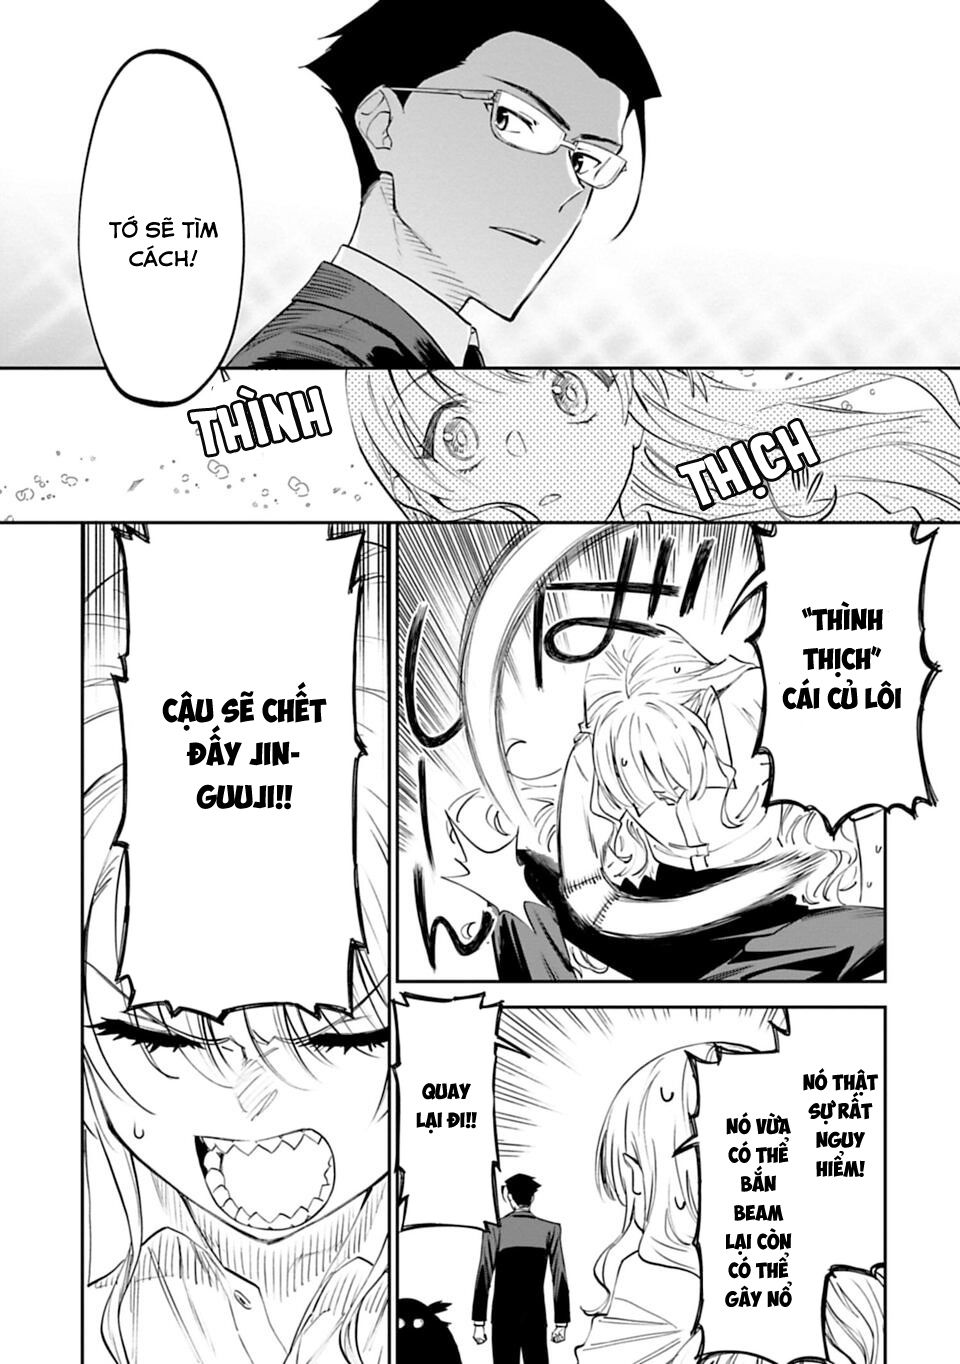 TỚ SẼ TÌM
CÁCH!
THÌNH
THỊCH
"THÌNH
THỊCH"
CÁI CỦ LÔI
CẬU SẼ CHẾT
ĐẤY JIN-
GUUJI!!
NÓ THẬT
SỰ RẤT
NGUY
HIỂM!
NÓ VỪA
CÓ THỂ
BẮN
BEAM
LẠI CÒN
CÓ THỂ
GÂY NỔ
QUAY
LẠI ĐI!!